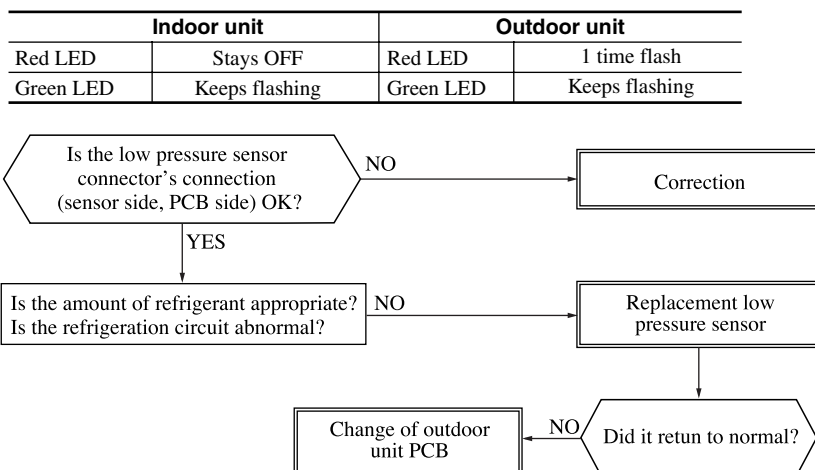 Indoor unit Outdoor unit
Red LED Stays OFF Red LED 1 time flash
Green LED Keeps flashing Green LED Keeps flashing
Is the low pressure sensor
connector's connection
(sensor side, PCB side) OK?
NO
Correction
YES
Is the amount of refrigerant appropriate?
Is the refrigeration circuit abnormal?
NO
Replacement low
pressure sensor
Did it retun to normal?
NO
Change of outdoor
unit PCB